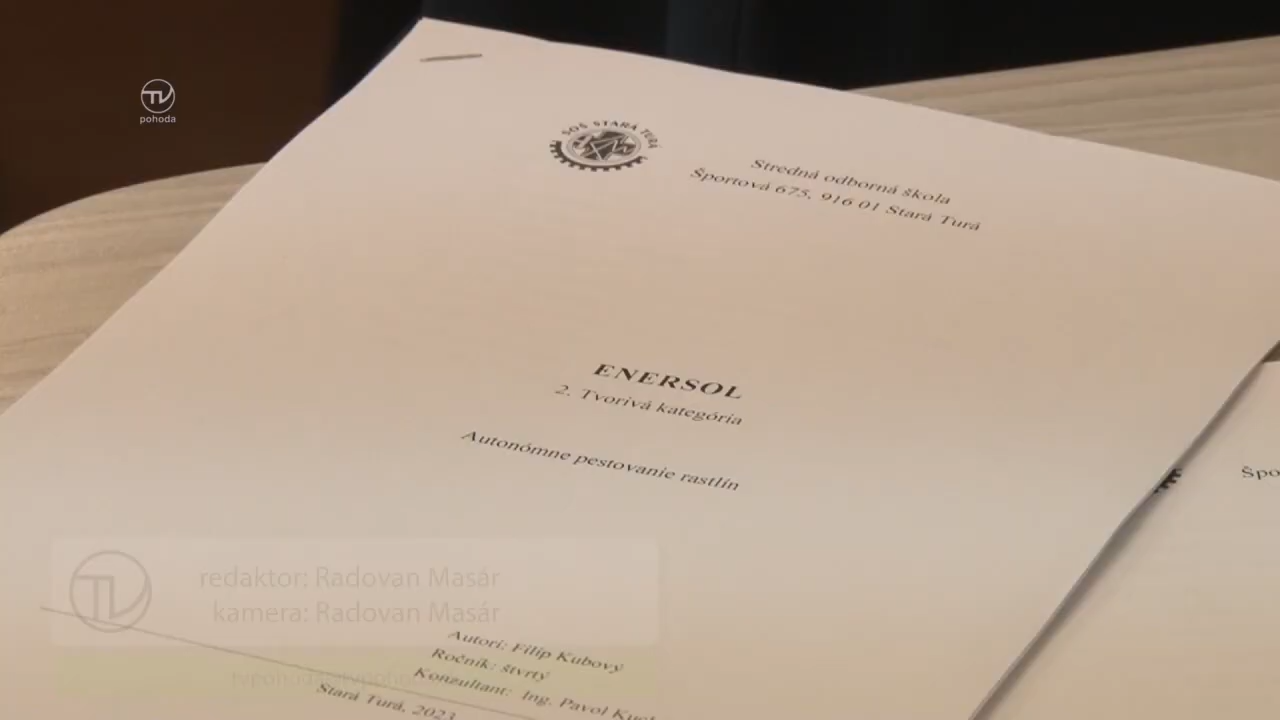 TV
pohoda
SOŠ STARÁ TURÁ
Stredná odborná škola
Športová 675, 916 01 Stará Turá
ENERSOL
2. Tvorivá kategória
Autonómne pestovanie rastlín
redaktor: Radovan Masár
kamera: Radovan Masár
Autori: Filip Kubový
Ročník: štvrtý
Konzultant: Ing. Pavol
Stará Turá, 2023